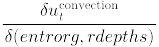 δu_t^convection
δ(entrorg, rdepths)